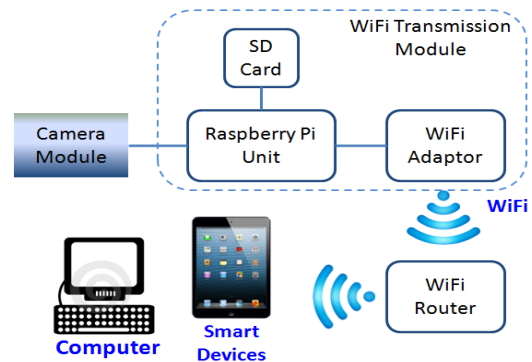 WiFi Transmission
Module
SD
Card
Camera
Module
Raspberry Pi
Unit
WiFi
Adaptor
WiFi
WiFi
Router
Smart
Devices
Computer